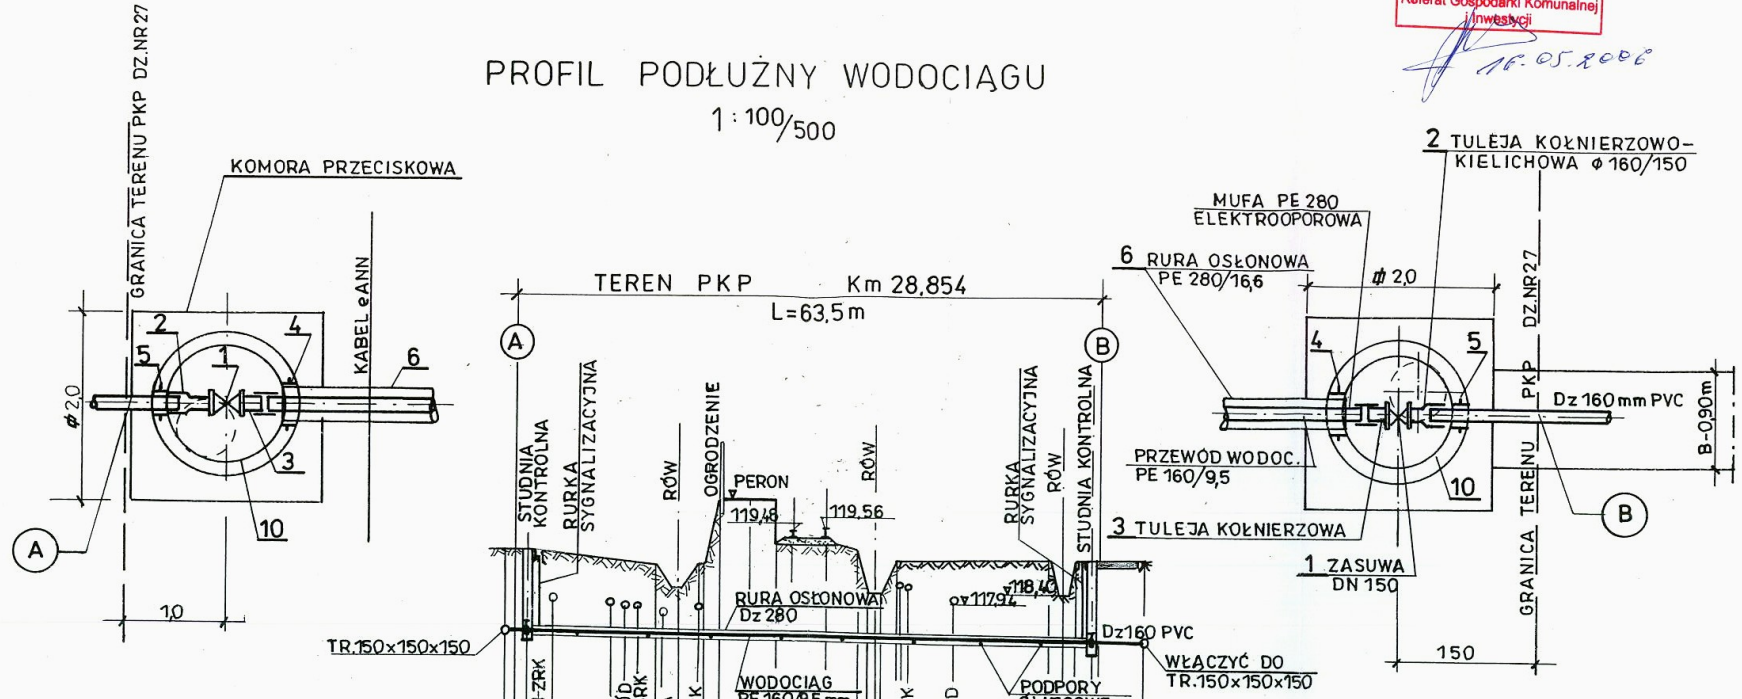 Referat Gospodarki Komunalnej
i Inwestycji
16.05.2006
PROFIL PODŁUŻNY WODOCIĄGU
1:100/500
GRANICA TERENU PKP DZ.NR27
KOMORA PRZECISKOWA
KABEL eANN
2
4
5
1
6
3
10
ϕ2,0
A
1,0
TEREN PKP Km 28,854
L=63,5m
A
B
STUDNIA
KONTROLNA
RURKA
SYGNALIZACYJNA
RÓW
OGRODZENIE
PERON
119,48
119,56
RÓW
RURKA
SYGNALIZACYJNA
RÓW
STUDNIA KONTROLNA
118,40
117,94
RURA OSŁONOWA
Dz 280
Dz160 PVC
TR.150x150x150
WŁĄCZYĆ DO
TR.150x150x150
WODOCIĄG
PE 160/9,5 mm
PODPORY
2 TULEJA KOŁNIERZOWO-
KIELICHOWA ϕ 160/150
MUFA PE 280
ELEKTROOPOROWA
6 RURA OSŁONOWA
PE 280/16,6
ϕ 2,0
4
5
10
Dz 160 mm PVC
B-0,90m
PRZEWÓD WODOC.
PE 160/9,5
3 TULEJA KOŁNIERZOWA
1 ZASUWA
DN 150
B
GRANICA TERENU PKP DZ.NR27
150